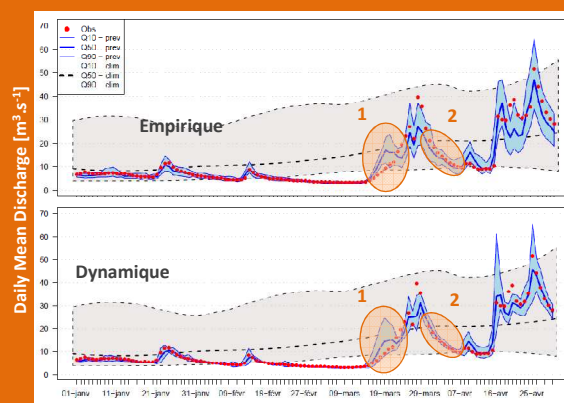 Daily Mean Discharge [m³.s⁻¹]
70
60
50
40
30
20
10
0
Obs
Q10 − prev
Q50 − prev
Q90 − prev
Q10 − clim
Q50 − clim
Q90 − clim
Empirique
1
2
70
60
50
40
30
20
10
0
Dynamique
1
2
01−janv 11−janv 21−janv 31−janv 09−févr 19−févr 27−févr 09−mars 19−mars 29−mars 07−avr 16−avr 25−avr